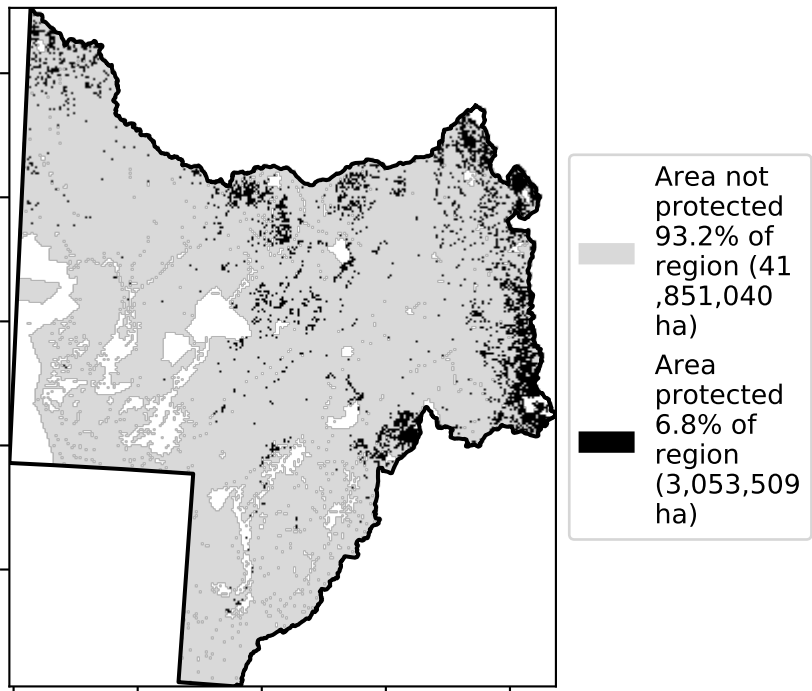 Area not
protected
93.2% of
region (41
,851,040
ha)
Area
protected
6.8% of
region
(3,053,509
ha)